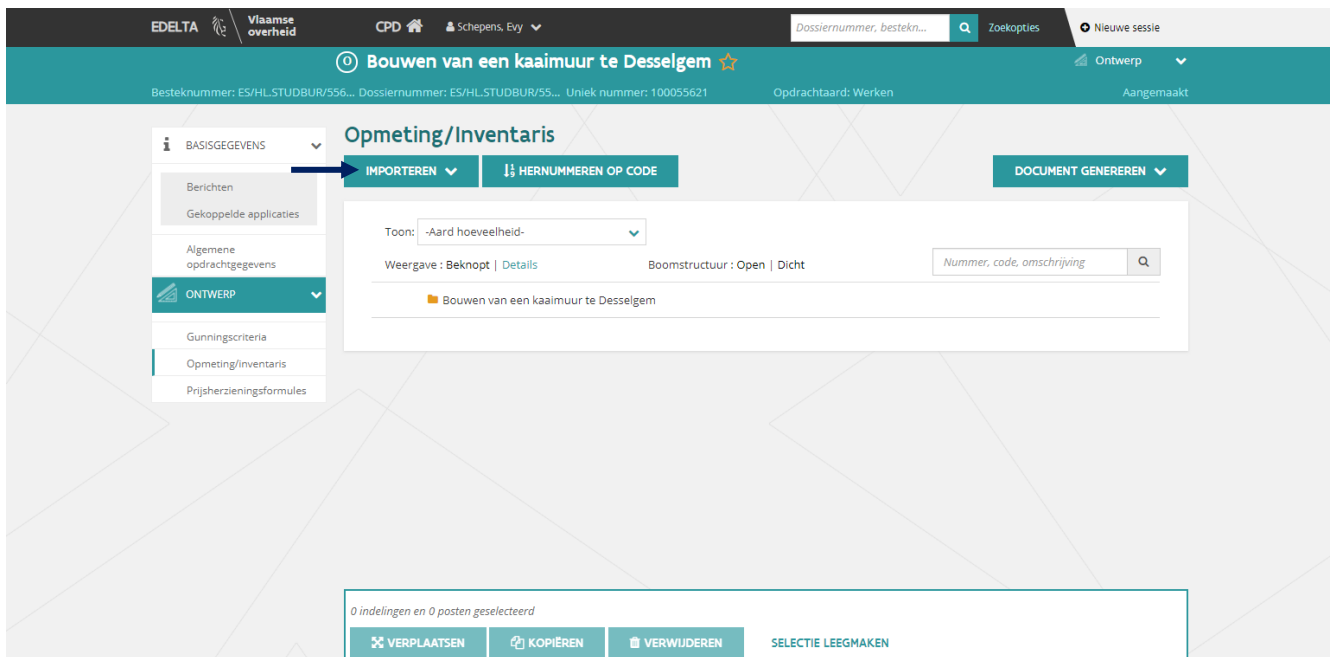 EDELTA Vlaamse overheid CPD Schepens, Evy Dossiernummer, bestekn... Zoekopties Nieuwe sessie
O Bouwen van een kaaimuur te Desselgem Ontwerp
Besteknummer: ES/HL.STUDBUR/556... Dossiernummer: ES/HL.STUDBUR/55... Uniek nummer: 100055621 Opdrachtaard: Werken Aangemaakt
BASISGEGEVENS
Berichten
Gekoppelde applicaties
Algemene
opdrachtgegevens
ONTWERP
Gunningscriteria
Opmeting/inventaris
Prijsherzieningsformules
Opmeting/Inventaris
IMPORTEREN HERNUMMEREN OP CODE DOCUMENT GENEREREN
Toon: -Aard hoeveelheid-
Weergave : Beknopt | Details Boomstructuur : Open | Dicht Nummer, code, omschrijving
Bouwen van een kaaimuur te Desselgem
0 indelingen en 0 posten geselecteerd
VERPLAATSEN KOPIËREN VERWIJDEREN SELECTIE LEEGMAKEN